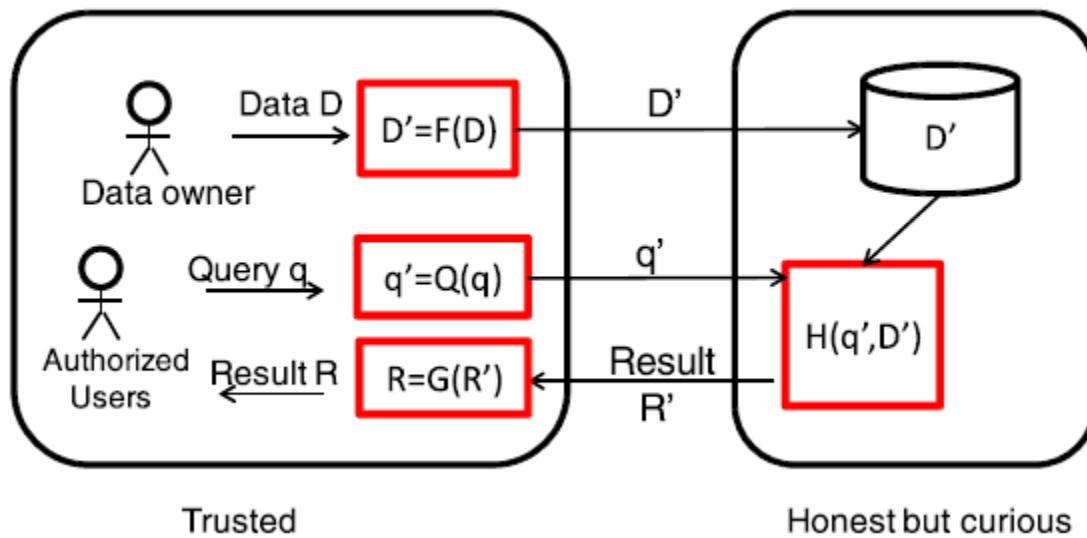 Data D
D’=F(D)
D’
D’
Data owner
Query q
q’=Q(q)
q’
H(q’,D’)
Authorized
Users
Result R
R=G(R’)
Result
R’
Trusted
Honest but curious